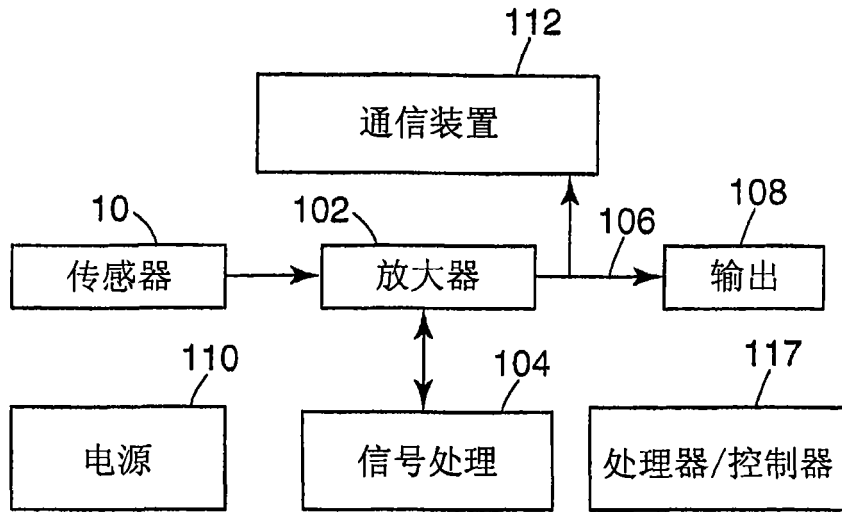 112
通信装置
10
102
106
108
传感器
放大器
输出
110
104
117
电源
信号处理
处理器/控制器